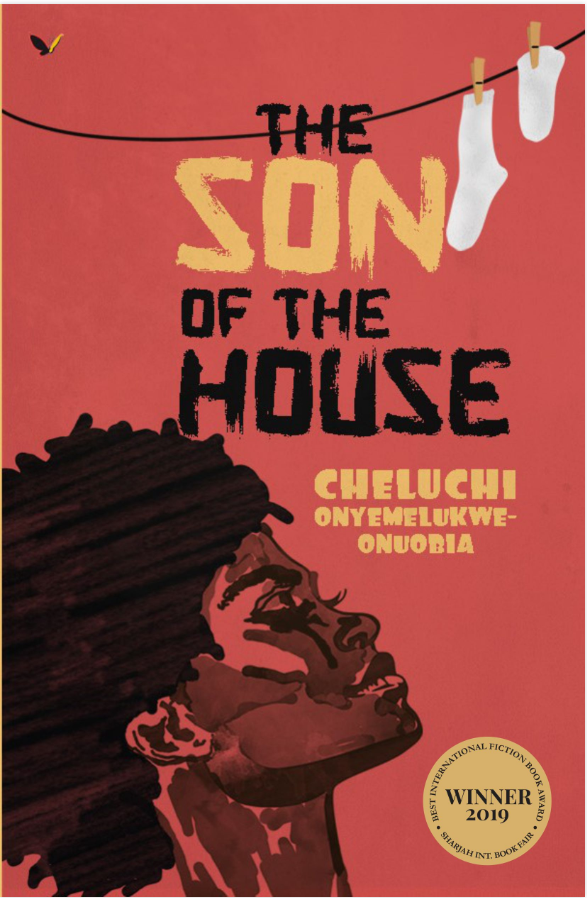 THE
SON
OF THE
HOUSE
CHELUCHI
ONYEMELUKWE-
ONUOBIA
BEST INTERNATIONAL FICTION BOOK AWARD
WINNER
2019
• SHARJAH INT. BOOK FAIR •